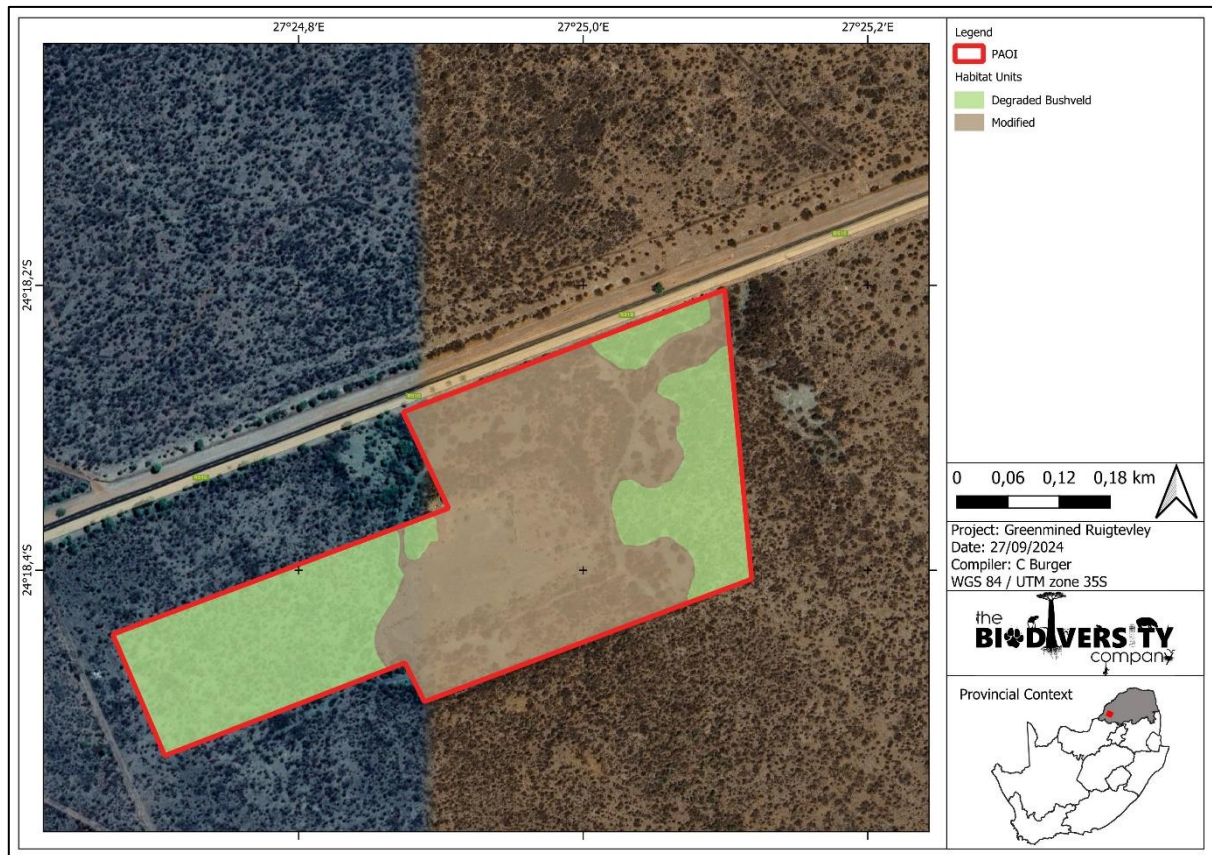 27°24,8'E
27°25,0'E
27°25,2'E
24°18,2'S
24°18,4'S
Legend
PAOI
Habitat Units
Degraded Bushveld
Modified
0 0,06 0,12 0,18 km
Project: Greenmined Ruigtevley
Date: 27/09/2024
Compiler: C Burger
WGS 84 / UTM zone 35S
the
BIODIVERSITY
company
Provincial Context